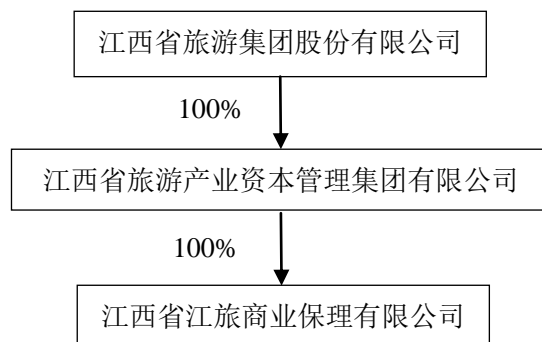 江西省旅游集团股份有限公司
100%
江西省旅游产业资本管理集团有限公司
100%
江西省江旅商业保理有限公司